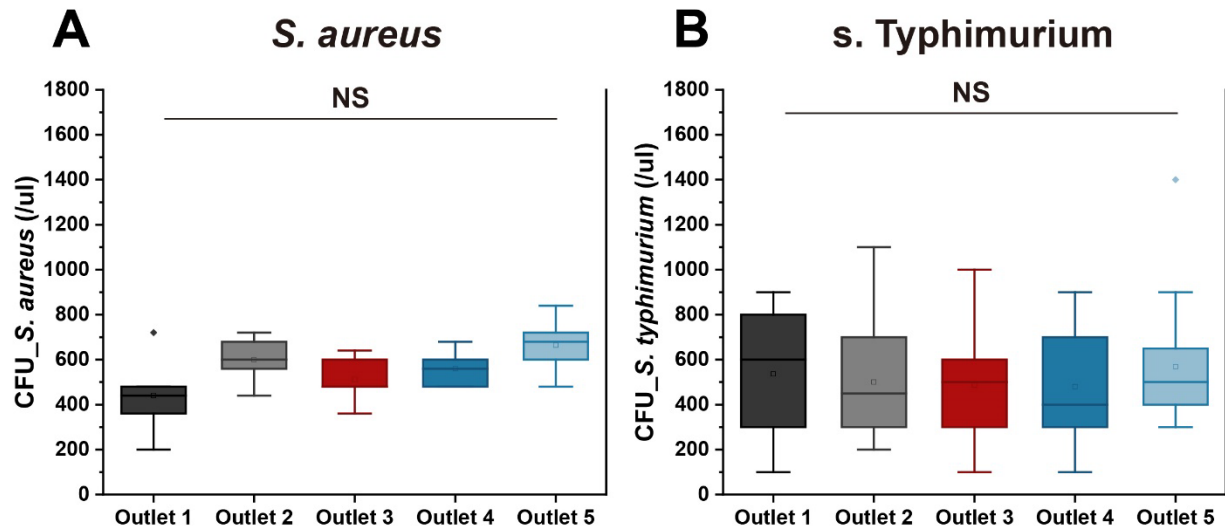 A
S. aureus
CFU_S. aureus (/ul)
1800
1600
1400
1200
1000
800
600
400
200
0
NS
Outlet 1 Outlet 2 Outlet 3 Outlet 4 Outlet 5
B
s. Typhimurium
CFU_S. typhimurium (/ul)
1800
1600
1400
1200
1000
800
600
400
200
0
NS
Outlet 1 Outlet 2 Outlet 3 Outlet 4 Outlet 5